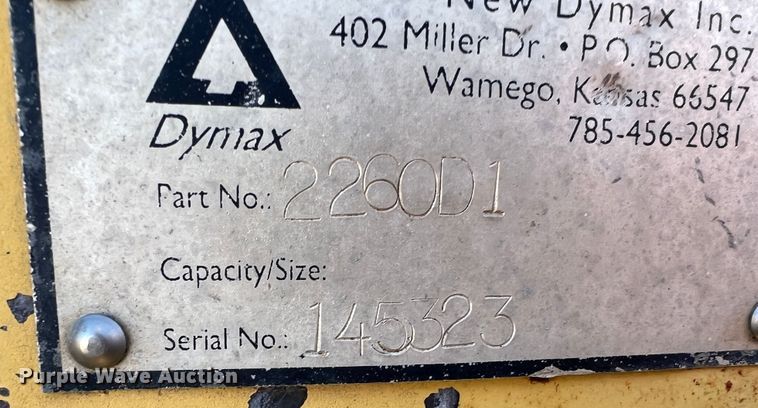 New Dymax Inc.
402 Miller Dr. • P.O. Box 297
Wamego, Kansas 66547
785-456-2081
Dymax
Part No.: 2260D1
Capacity/Size:
Serial No.: 145323
Purple Wave Auction